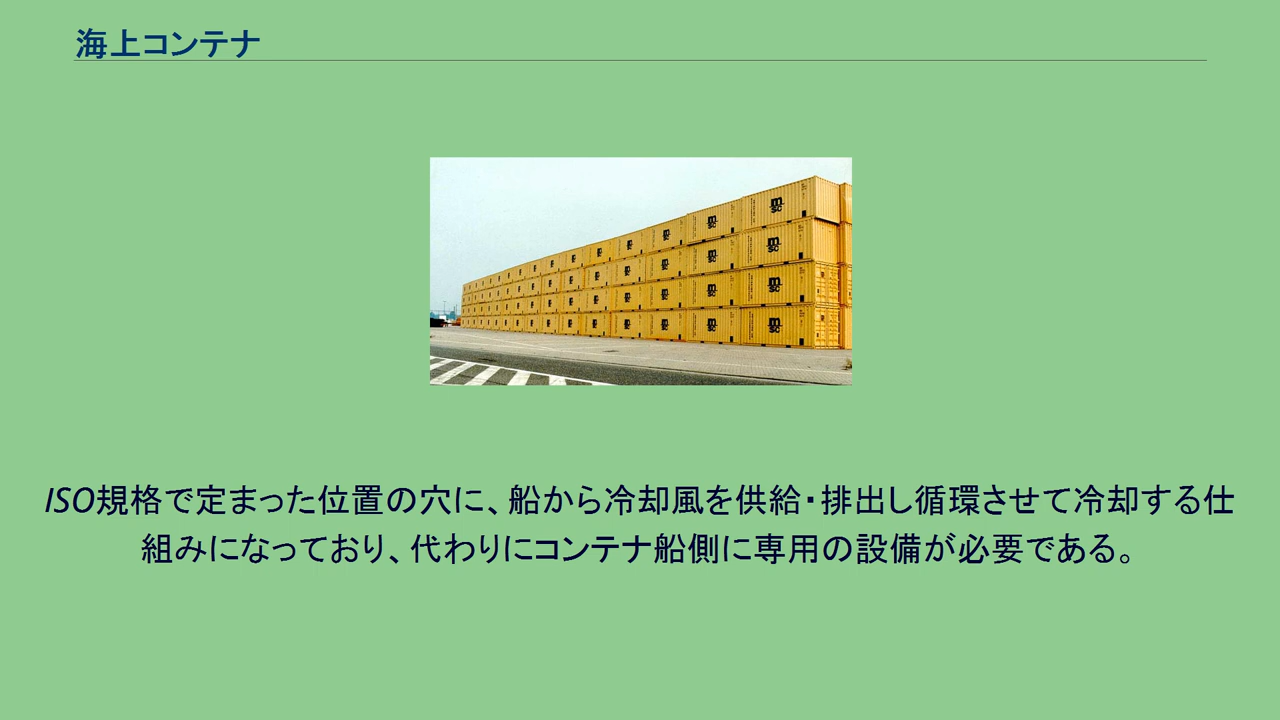 海上コンテナ
msc
ISO規格で定まった位置の穴に、船から冷却風を供給・排出し循環させて冷却する仕
組みになっており、代わりにコンテナ船側に専用の設備が必要である。